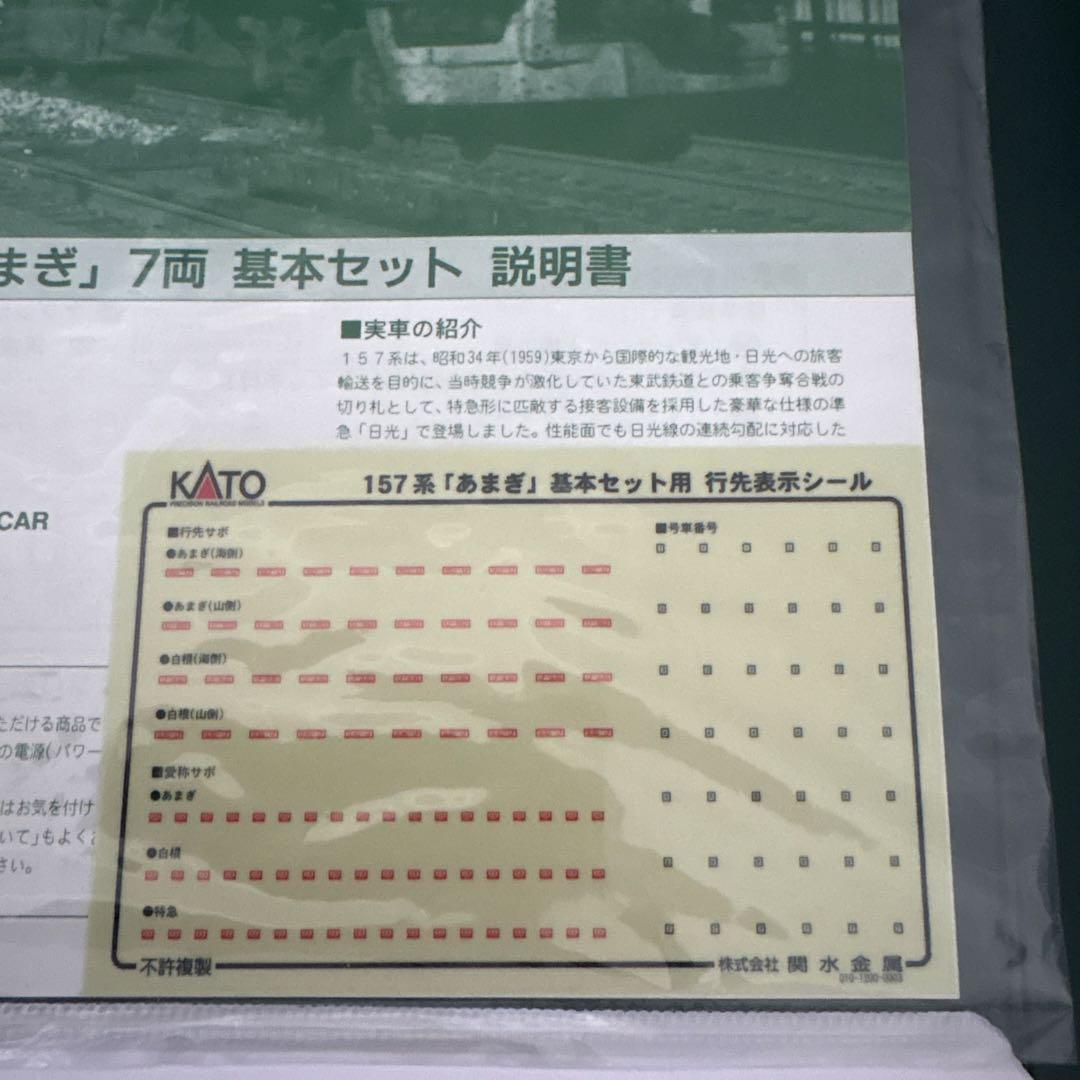 まぎ」 7両 基本セット 説明書
■実車の紹介
157系は、昭和34年(1959)東京から国際的な観光地・日光への旅客
輸送を目的に、当時競争が激化していた東武鉄道との乗客争奪合戦の
切り札として、特急形に匹敵する接客設備を採用した豪華な仕様の準
急「日光」で登場しました。性能面でも日光線の連続勾配に対応した
CAR
ただける商品で
の電源(パワー
はお気を付け
いて」もよく
さい。
KATO
PRECISION RAILROAD MODELS
157系「あまぎ」基本セット用 行先表示シール
■行先サボ
■号車番号
●あまぎ(海側)
●あまぎ(山側)
●白根(海側)
●白根(山側)
■愛称サボ
●あまぎ
●白根
●特急
不許複製
株式会社 関水金属